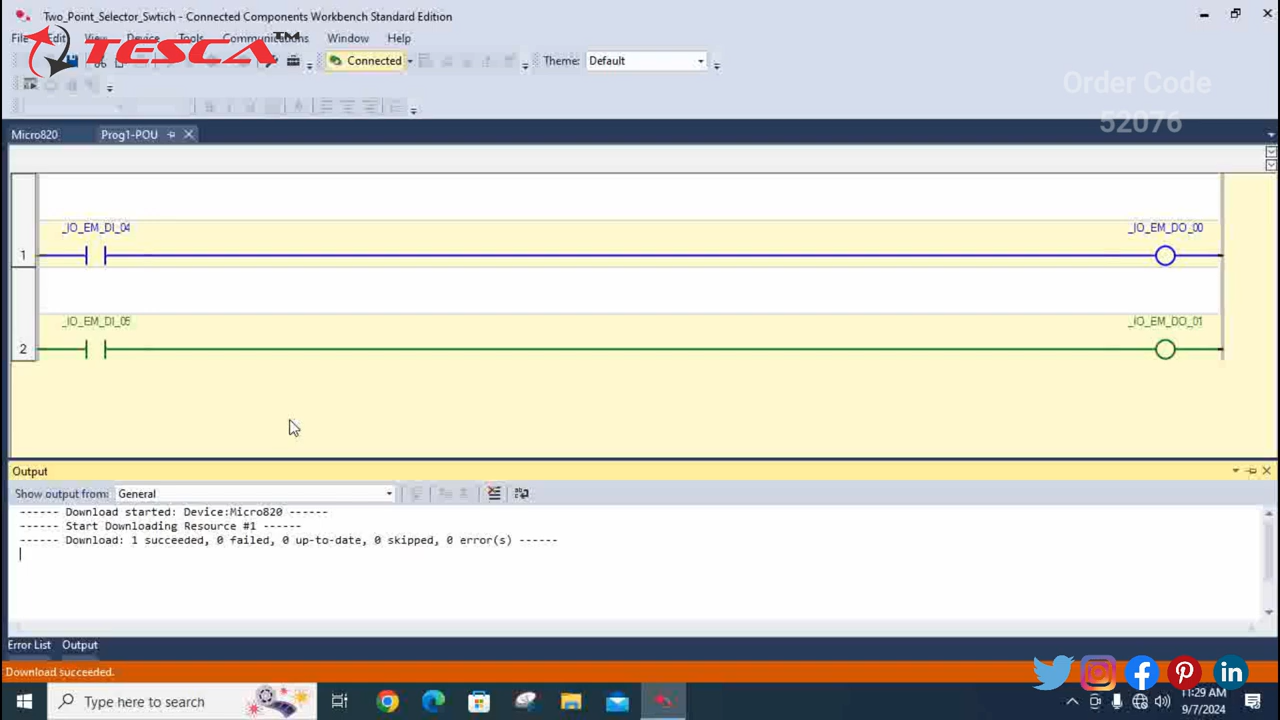 Two_Point_Selector_Swtich - Connected Components Workbench Standard Edition
File Edit View Device Tools Communications Window Help
TESCA™
Connected
Theme: Default
Order Code
52076
Micro820 Prog1-POU
_IO_EM_DI_04 _IO_EM_DO_00
1
_IO_EM_DI_05 _IO_EM_DO_01
2
Output
Show output from: General
------ Download started: Device:Micro820 ------
------ Start Downloading Resource #1 ------
------ Download: 1 succeeded, 0 failed, 0 up-to-date, 0 skipped, 0 error(s) ------
Error List Output
Download succeeded.
Type here to search
11:29 AM
9/7/2024